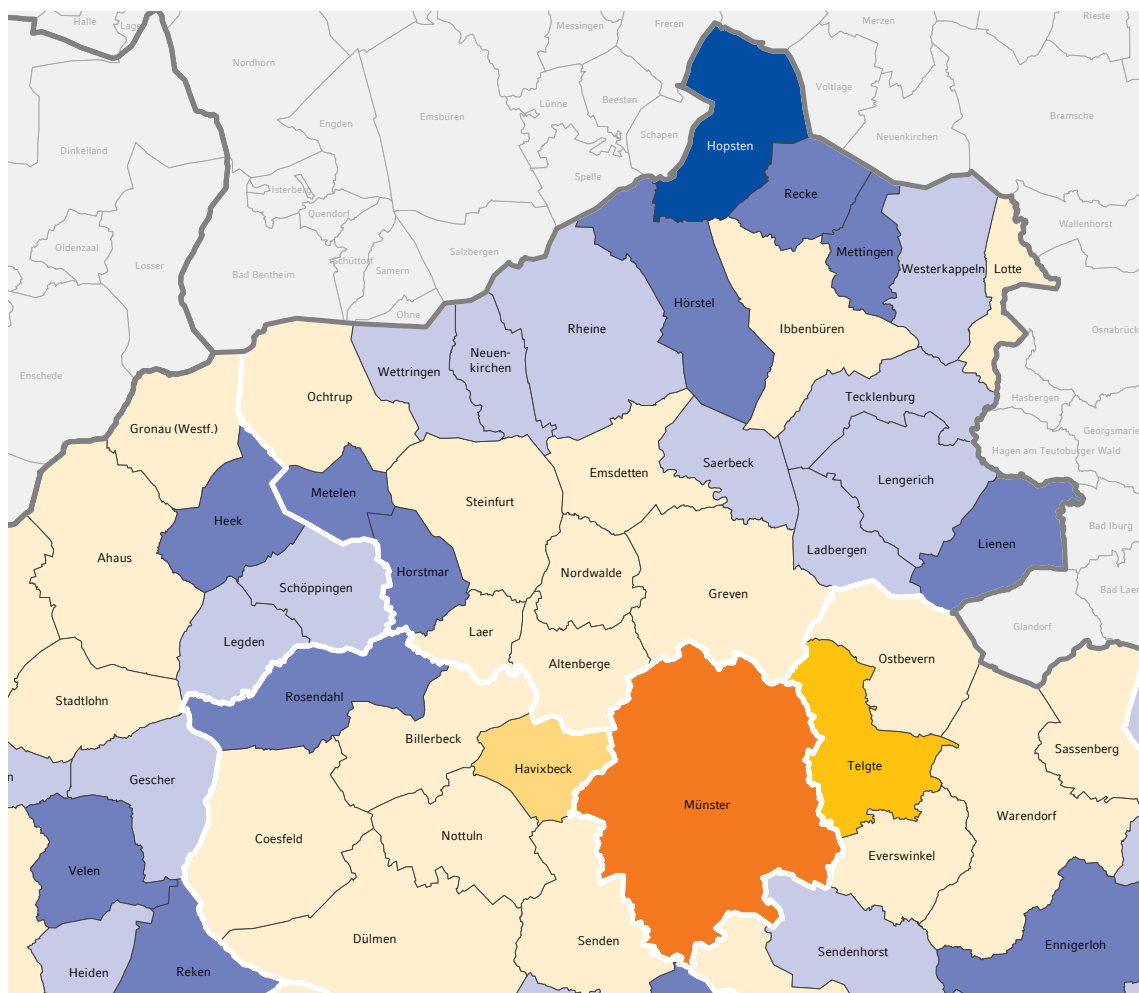 Halle
Lage
Messingen
Freren
Merzen
Rieste
Nordhorn
Voltlage
Lünne
Beesten
Emsbüren
Bramsche
Engden
Schapen
Neuenkirchen
Hopsten
Dinkelland
Spelle
Isterberg
Recke
Quendorf
Wallenhorst
Oldenzaal
Salzbergen
Mettingen
Losser
Schüttorf
Samern
Westerkappeln
Lotte
Bad Bentheim
Hörstel
Ohne
Rheine
Ibbenbüren
Osnabrück
Neuen-
kirchen
Enschede
Wettringen
Ochtrup
Tecklenburg
Hasbergen
Gronau (Westf.)
Georgsmarie
Hagen am Teutoburger Wald
Saerbeck
Emsdetten
Lengerich
Metelen
Steinfurt
Heek
Bad Iburg
Lienen
Ladbergen
Ahaus
Horstmar
Nordwalde
Schöppingen
Bad Laer
Greven
Glandorf
Laer
Legden
Ostbevern
Altenberge
Rosendahl
Stadtlohn
Billerbeck
Sassenberg
Telgte
Havixbeck
n
Gescher
Münster
Warendorf
Nottuln
Coesfeld
Everswinkel
Velen
Dülmen
Senden
Ennigerloh
Sendenhorst
Heiden
Reken